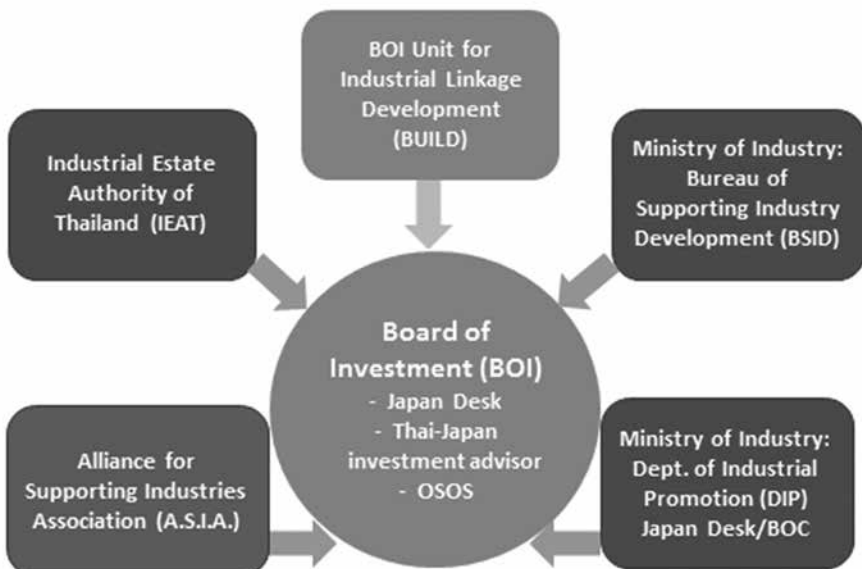 BOI Unit for
Industrial Linkage
Development
(BUILD)
Industrial Estate
Authority of
Thailand (IEAT)
Ministry of Industry:
Bureau of
Supporting Industry
Development (BSID)
Board of
Investment (BOI)
- Japan Desk
- Thai-Japan
investment advisor
- OSOS
Alliance for
Supporting Industries
Association (A.S.I.A.)
Ministry of Industry:
Dept. of Industrial
Promotion (DIP)
Japan Desk/BOC